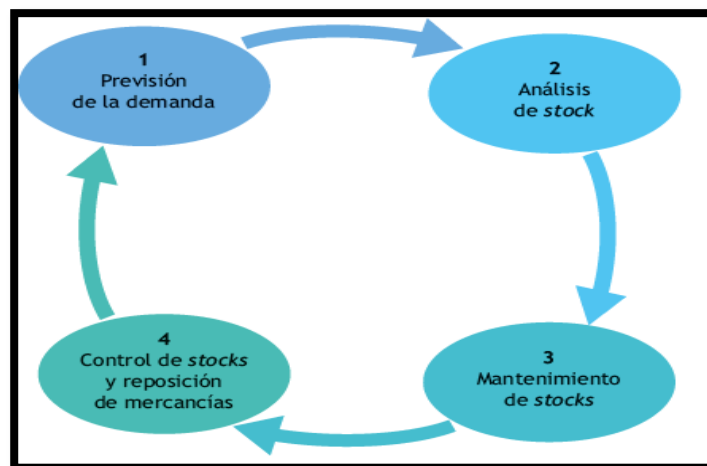 1
Previsión
de la demanda
2
Análisis
de stock
3
Mantenimiento
de stocks
4
Control de stocks
y reposición
de mercancías